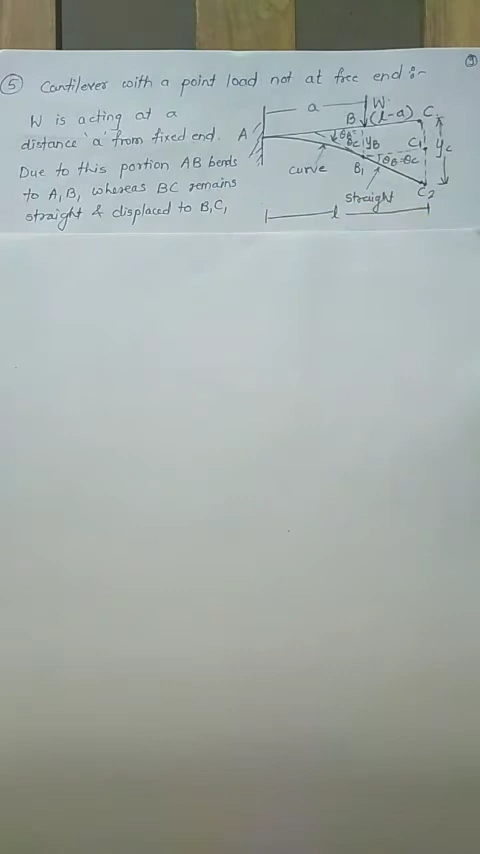 9
5 Cantilever with a point load not at free end :-
W is acting at a
distance 'a' from fixed end.
Due to this portion AB bends
to A, B, whereas BC remains
straight & displaced to B, C,
a
W
B (l-a) C
A
θB yB C1 yc
θc
B1 θB=θc
curve
straight C2
l